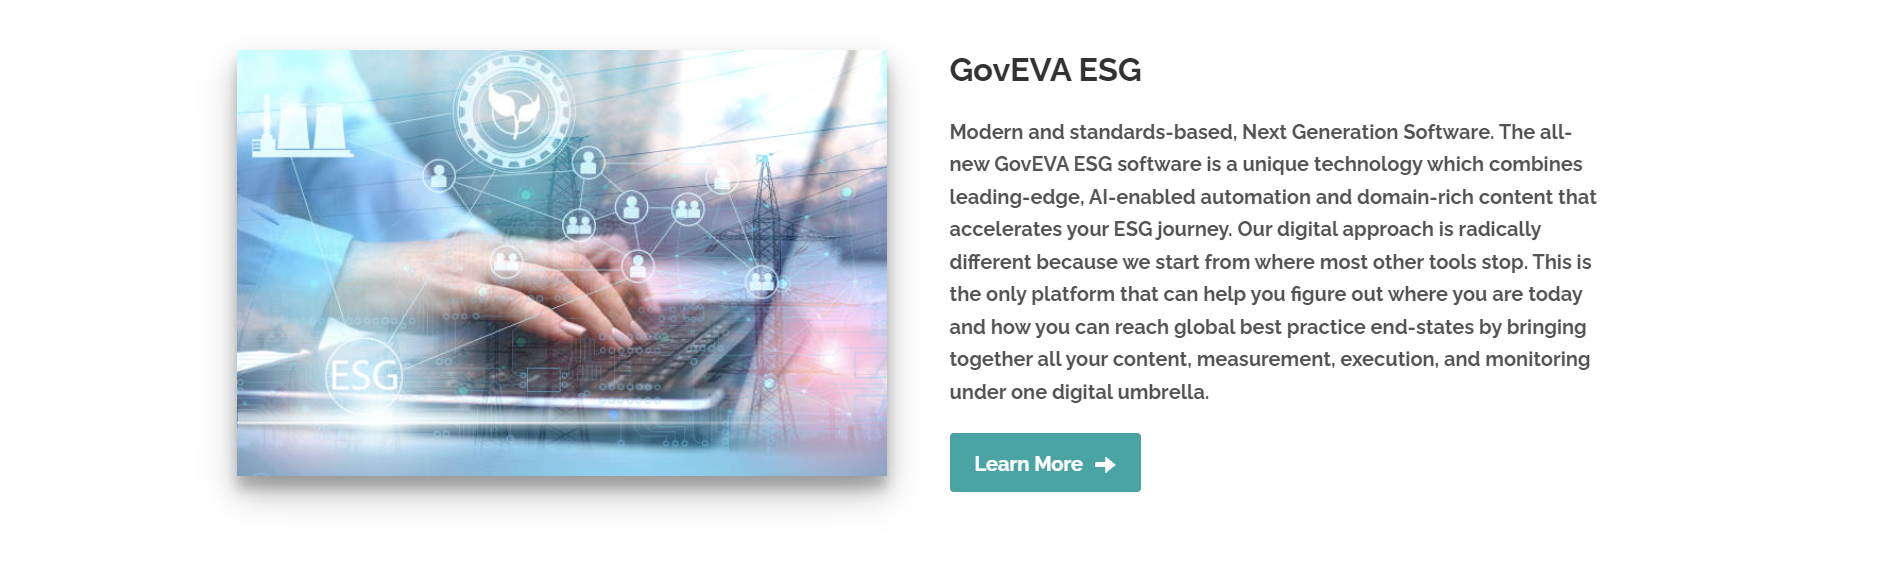 GovEVA ESG
Modern and standards-based, Next Generation Software. The all-
new GovEVA ESG software is a unique technology which combines
leading-edge, AI-enabled automation and domain-rich content that
accelerates your ESG journey. Our digital approach is radically
different because we start from where most other tools stop. This is
the only platform that can help you figure out where you are today
and how you can reach global best practice end-states by bringing
together all your content, measurement, execution, and monitoring
under one digital umbrella.
Learn More
ESG